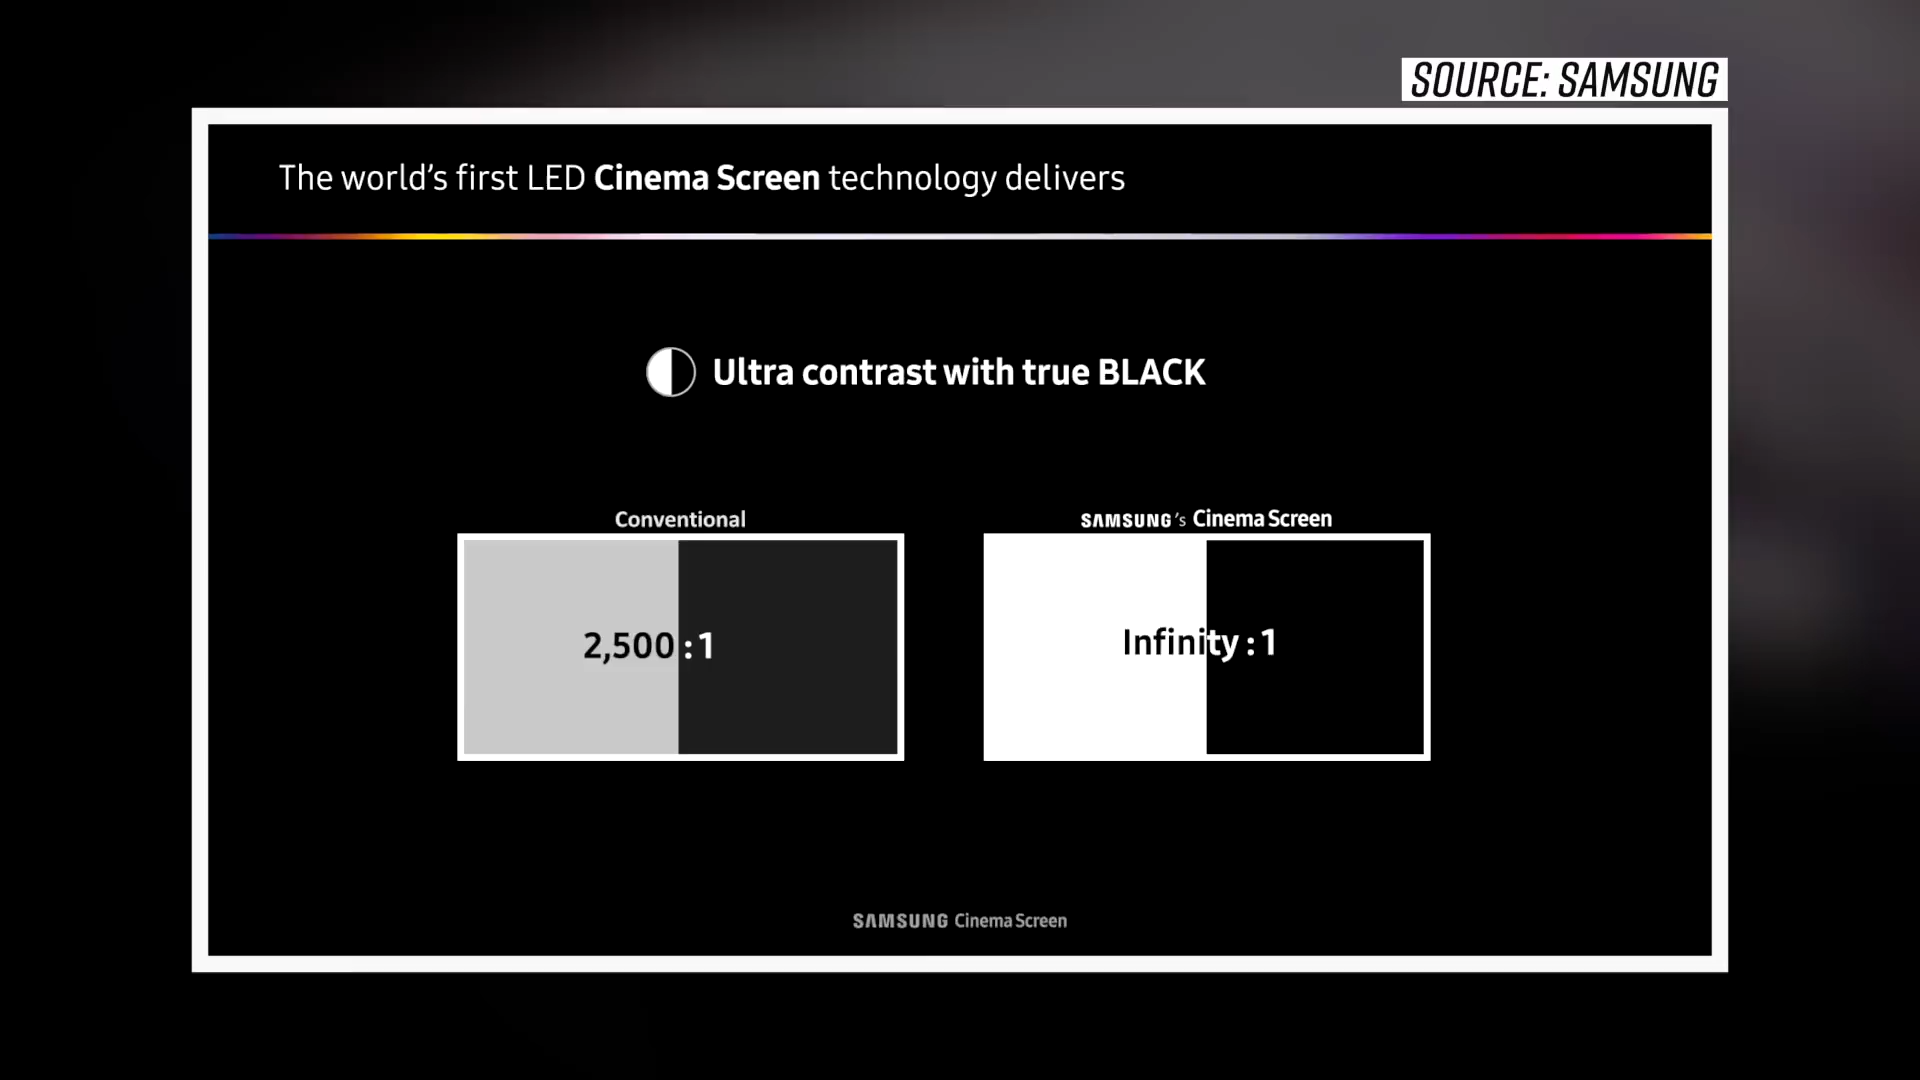 SOURCE: SAMSUNG
The world's first LED Cinema Screen technology delivers
Ultra contrast with true BLACK
Conventional
SAMSUNG's Cinema Screen
2,500:1
Infinity:1
SAMSUNG Cinema Screen